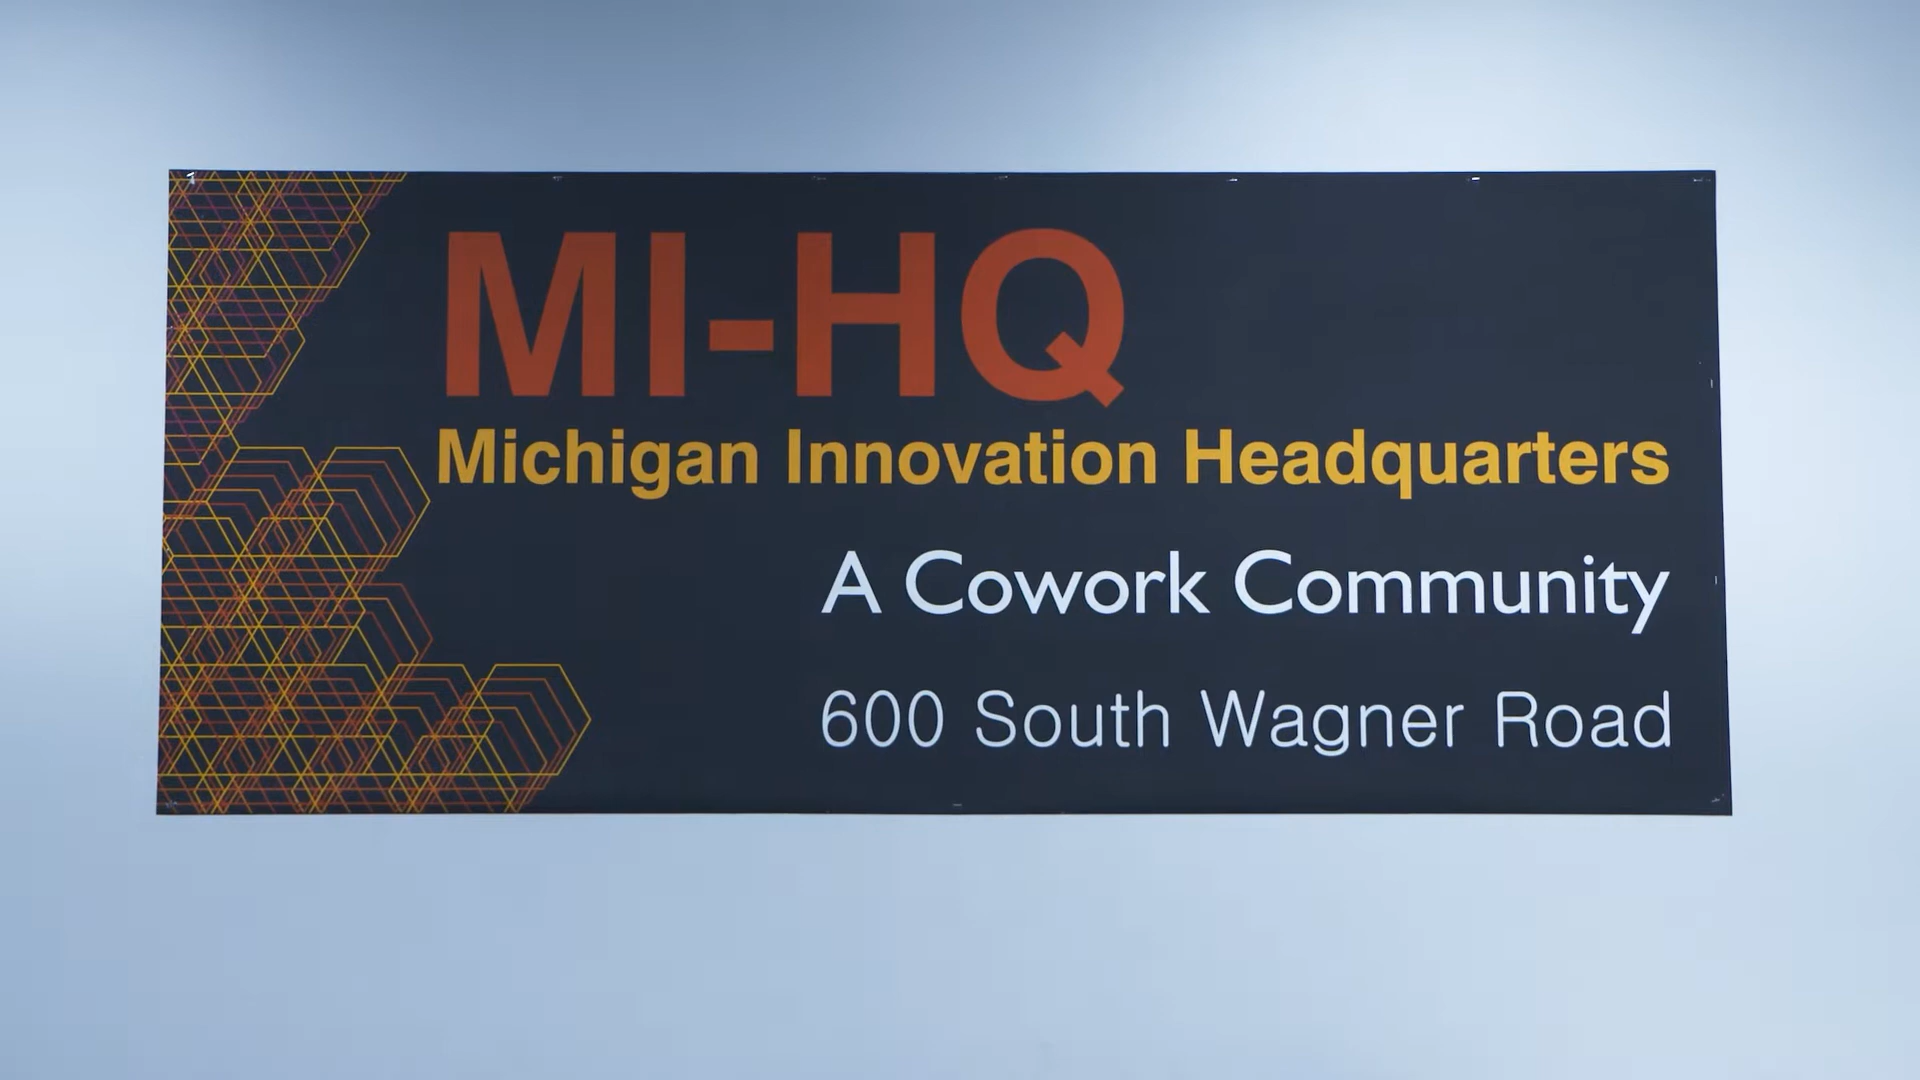 MI-HQ
Michigan Innovation Headquarters
A Cowork Community
600 South Wagner Road